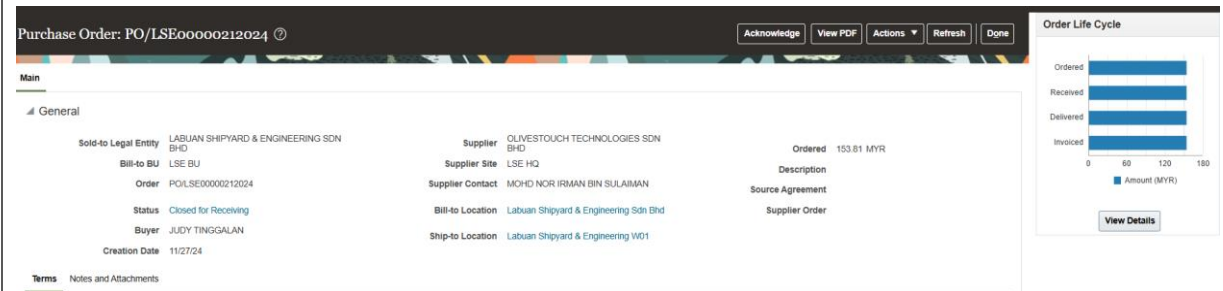 Purchase Order: PO/LSE00000212024 ?
Acknowledge View PDF Actions Refresh Done
Main
General
Sold-to Legal Entity LABUAN SHIPYARD & ENGINEERING SDN BHD
Bill-to BU LSE BU
Order PO/LSE00000212024
Status Closed for Receiving
Buyer JUDY TINGGALAN
Creation Date 11/27/24
Supplier OLIVESTOUCH TECHNOLOGIES SDN BHD
Supplier Site LSE HQ
Supplier Contact MOHD NOR IRMAN BIN SULAIMAN
Bill-to Location Labuan Shipyard & Engineering Sdn Bhd
Ship-to Location Labuan Shipyard & Engineering W01
Ordered 153.81 MYR
Description
Source Agreement
Supplier Order
Terms Notes and Attachments
Order Life Cycle
Ordered
Received
Delivered
Invoiced
0 60 120 180
Amount (MYR)
View Details